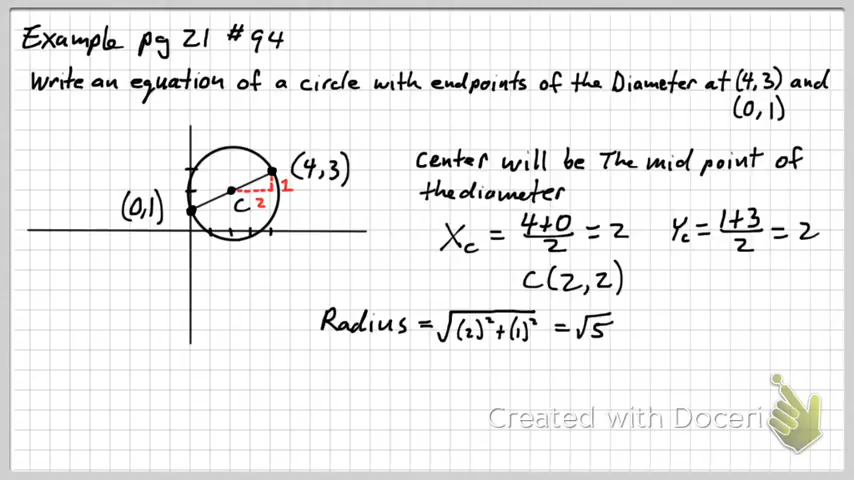 Example pg 21 #94
Write an equation of a circle with endpoints of the Diameter at (4,3) and
(0,1)
(4,3)
1
(0,1)
C 2
Center will be The mid point of
the diameter
Xc = 4+0/2 = 2 Yc = 1+3/2 = 2
C(2,2)
Radius = √(2)²+(1)² = √5
Created with Doceri